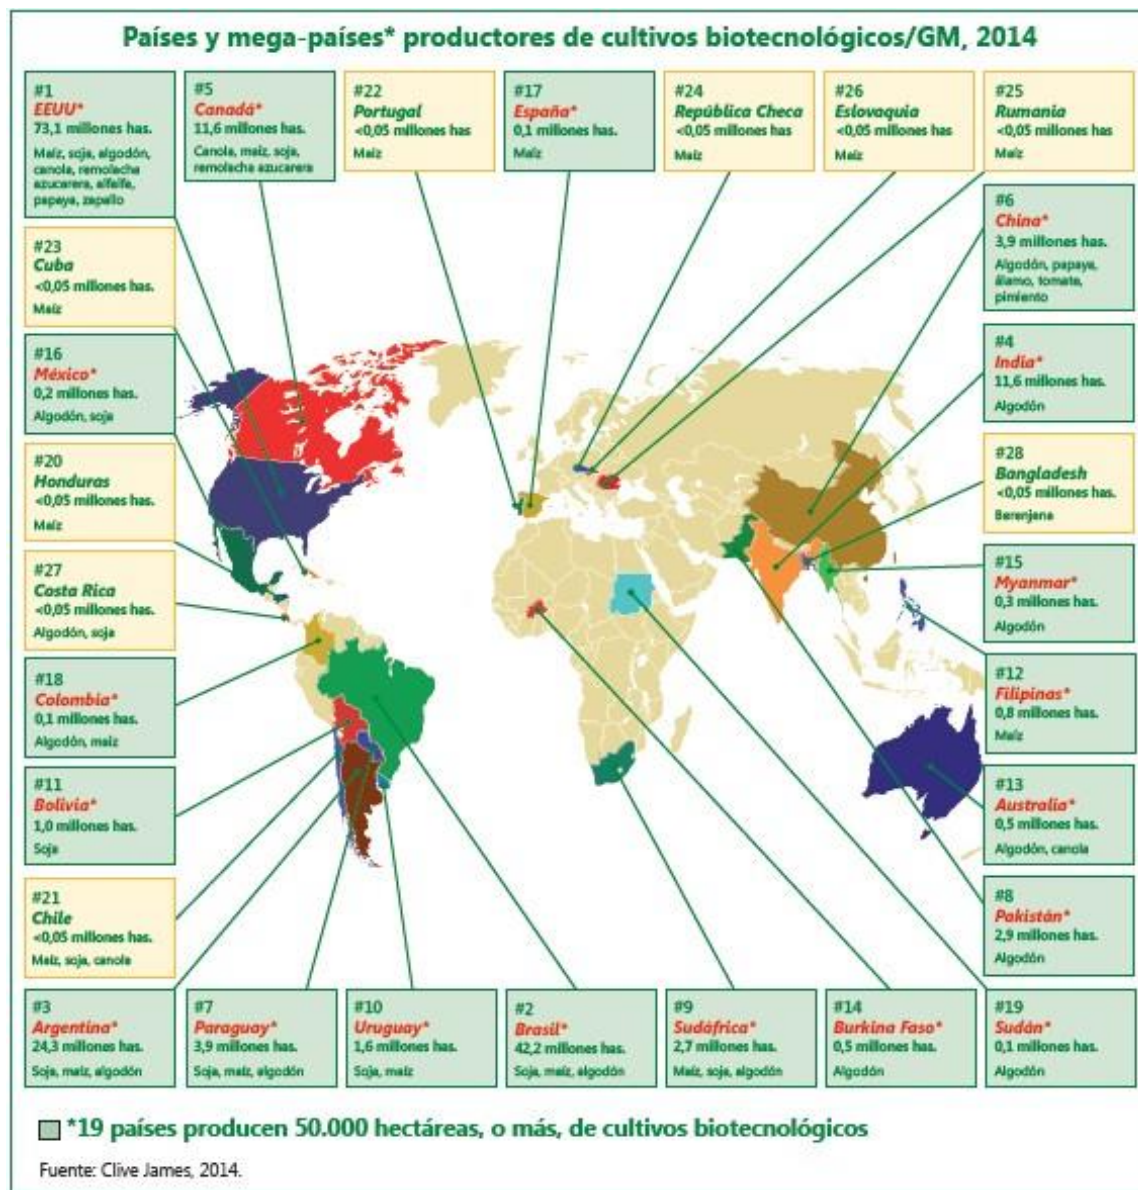 Países y mega-países* productores de cultivos biotecnológicos/GM, 2014
#1
EEUU*
73,1 millones has.
Maíz, soja, algodón,
canola, remolacha
azucarera, alfalfa,
papaya, zapallo
#5
Canadá*
11,6 millones has.
Canola, maíz, soja,
remolacha azucarera
#22
Portugal
<0,05 millones has
Maíz
#17
España*
0,1 millones has.
Maíz
#24
República Checa
<0,05 millones has
Maíz
#26
Eslovaquia
<0,05 millones has
Maíz
#25
Rumania
<0,05 millones has
Maíz
#23
Cuba
<0,05 millones has.
Maíz
#16
México*
0,2 millones has.
Algodón, soja
#20
Honduras
<0,05 millones has.
Maíz
#27
Costa Rica
<0,05 millones has.
Algodón, soja
#18
Colombia*
0,1 millones has.
Algodón, maíz
#11
Bolivia*
1,0 millones has.
Soja
#21
Chile
<0,05 millones has.
Maíz, soja, canola
#6
China*
3,9 millones has.
Algodón, papaya,
álamo, tomate,
pimiento
#4
India*
11,6 millones has.
Algodón
#28
Bangladesh
<0,05 millones has.
Berenjena
#15
Myanmar*
0,3 millones has.
Algodón
#12
Filipinas*
0,8 millones has.
Maíz
#13
Australia*
0,5 millones has.
Algodón, canola
#8
Pakistán*
2,9 millones has.
Algodón
#3
Argentina*
24,3 millones has.
Soja, maíz, algodón
#7
Paraguay*
3,9 millones has.
Soja, maíz, algodón
#10
Uruguay*
1,6 millones has.
Soja, maíz
#2
Brasil*
42,2 millones has.
Soja, maíz, algodón
#9
Sudáfrica*
2,7 millones has.
Maíz, soja, algodón
#14
Burkina Faso*
0,5 millones has.
Algodón
#19
Sudán*
0,1 millones has.
Algodón
*19 países producen 50.000 hectáreas, o más, de cultivos biotecnológicos
Fuente: Clive James, 2014.